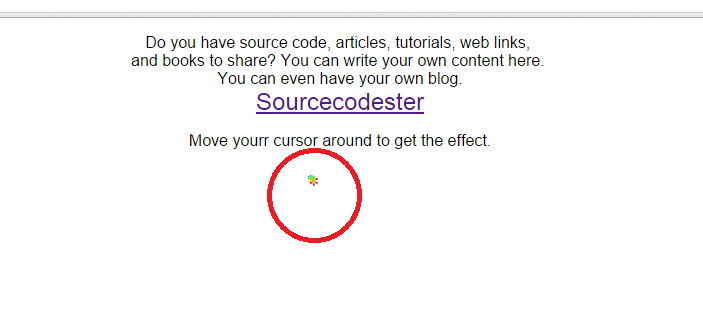 Do you have source code, articles, tutorials, web links,
and books to share? You can write your own content here.
You can even have your own blog.
Sourcecodester
Move yourr cursor around to get the effect.